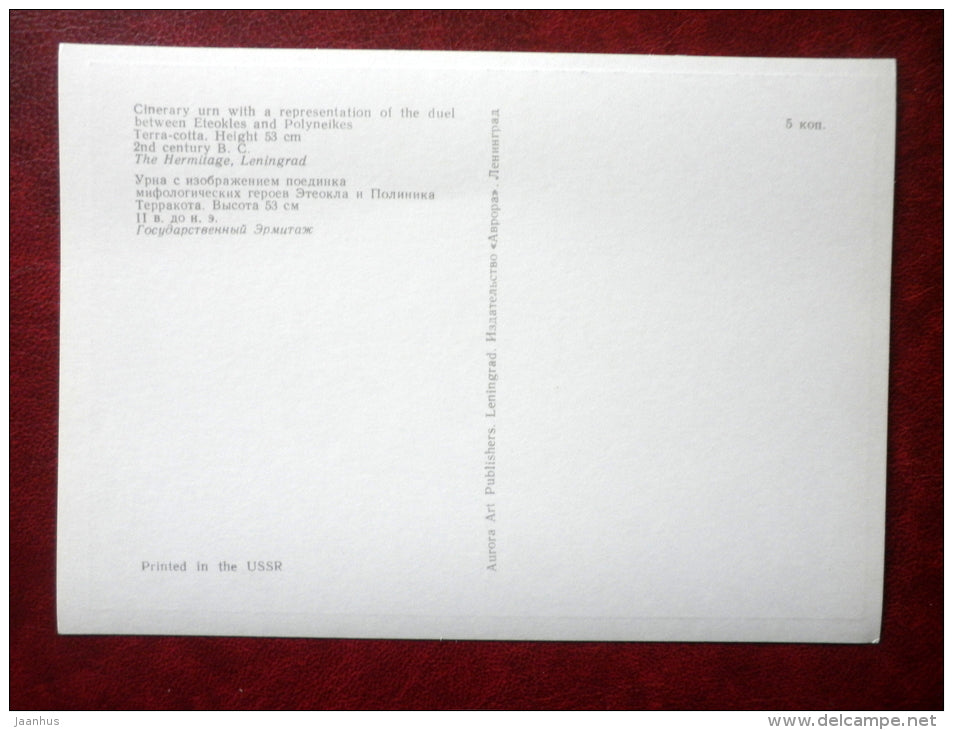 Cinerary urn with a representation of the duel
between Eteokles and Polyneikes
Terra-cotta. Height 53 cm
2nd century B. C.
The Hermitage, Leningrad
Урна с изображением поединка
мифологических героев Этеокла и Полиника
Терракота. Высота 53 см
II в. до н. э.
Государственный Эрмитаж
Printed in the USSR
Aurora Art Publishers. Leningrad. Издательство «Аврора». Ленинград
5 коп.
jaanhus
www.delcampe.net